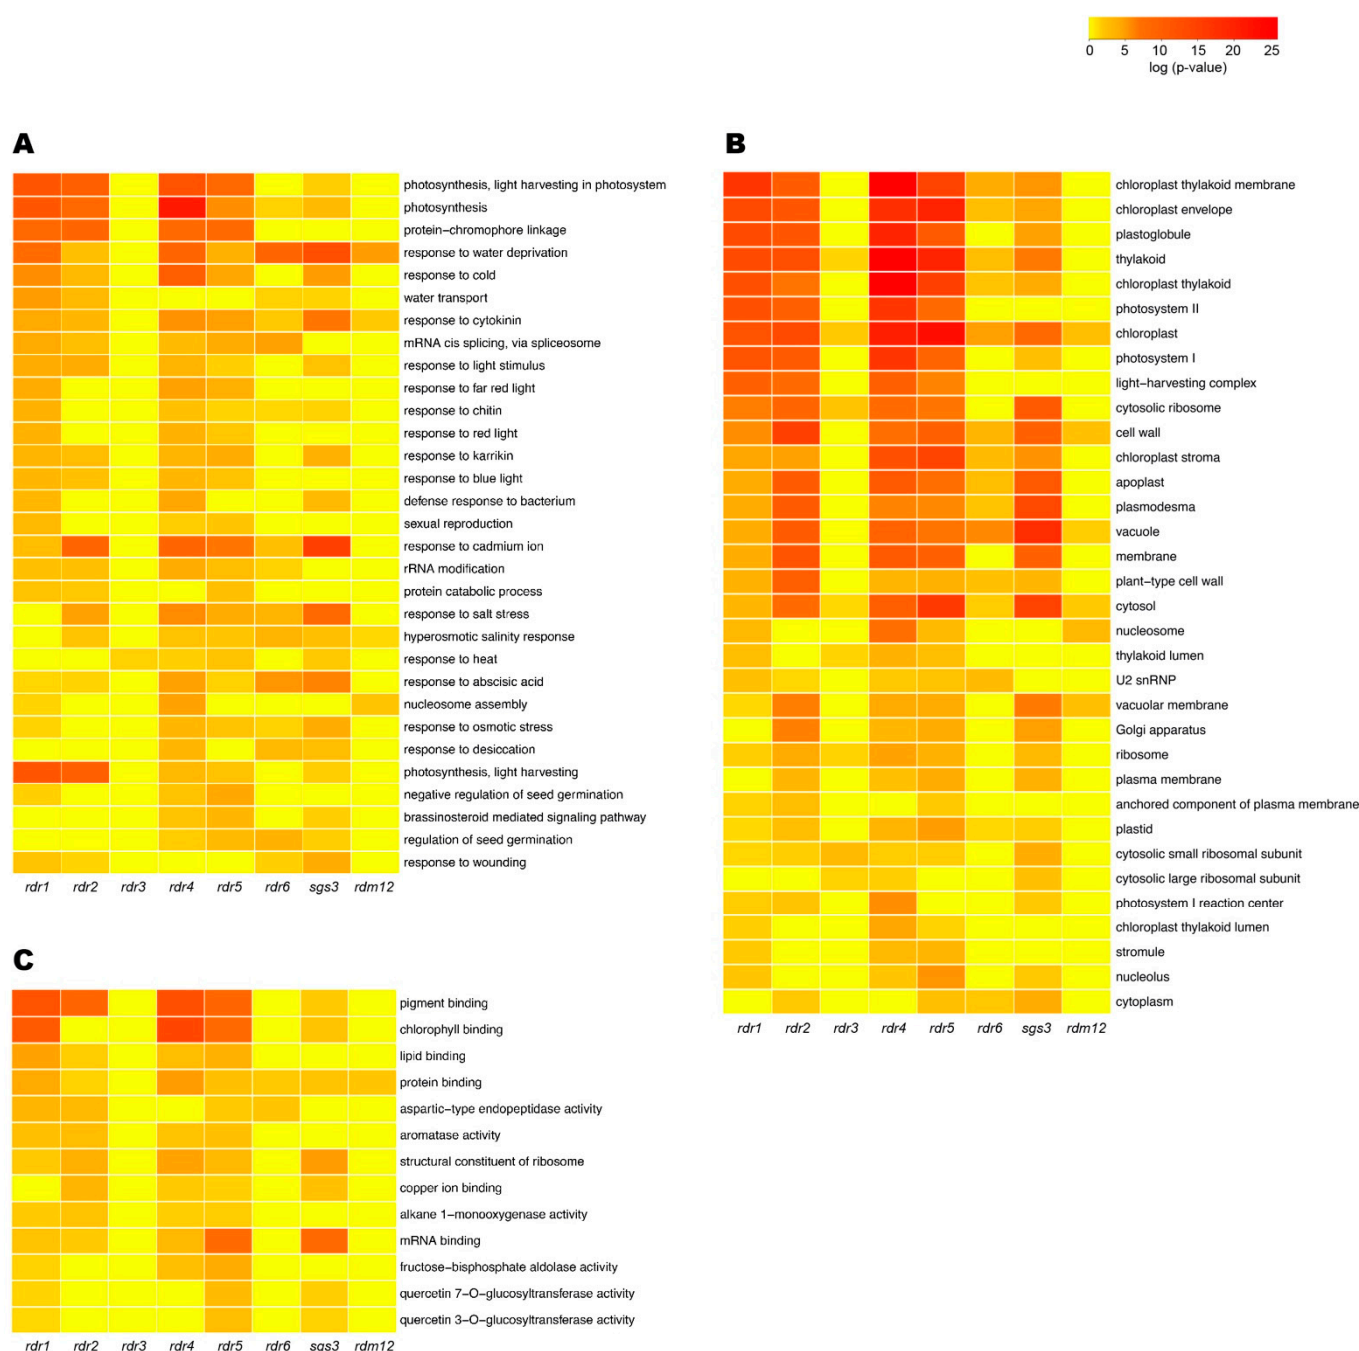 0 5 10 15 20 25
log (p-value)
A
photosynthesis, light harvesting in photosystem
photosynthesis
protein−chromophore linkage
response to water deprivation
response to cold
water transport
response to cytokinin
mRNA cis splicing, via spliceosome
response to light stimulus
response to far red light
response to chitin
response to red light
response to karrikin
response to blue light
defense response to bacterium
sexual reproduction
response to cadmium ion
rRNA modification
protein catabolic process
response to salt stress
hyperosmotic salinity response
response to heat
response to abscisic acid
nucleosome assembly
response to osmotic stress
response to desiccation
photosynthesis, light harvesting
negative regulation of seed germination
brassinosteroid mediated signaling pathway
regulation of seed germination
response to wounding
rdr1 rdr2 rdr3 rdr4 rdr5 rdr6 sgs3 rdm12
B
chloroplast thylakoid membrane
chloroplast envelope
plastoglobule
thylakoid
chloroplast thylakoid
photosystem II
chloroplast
photosystem I
light−harvesting complex
cytosolic ribosome
cell wall
chloroplast stroma
apoplast
plasmodesma
vacuole
membrane
plant−type cell wall
cytosol
nucleosome
thylakoid lumen
U2 snRNP
vacuolar membrane
Golgi apparatus
ribosome
plasma membrane
anchored component of plasma membrane
plastid
cytosolic small ribosomal subunit
cytosolic large ribosomal subunit
photosystem I reaction center
chloroplast thylakoid lumen
stromule
nucleolus
cytoplasm
rdr1 rdr2 rdr3 rdr4 rdr5 rdr6 sgs3 rdm12
C
pigment binding
chlorophyll binding
lipid binding
protein binding
aspartic−type endopeptidase activity
aromatase activity
structural constituent of ribosome
copper ion binding
alkane 1−monooxygenase activity
mRNA binding
fructose−bisphosphate aldolase activity
quercetin 7−O−glucosyltransferase activity
quercetin 3−O−glucosyltransferase activity
rdr1 rdr2 rdr3 rdr4 rdr5 rdr6 sgs3 rdm12